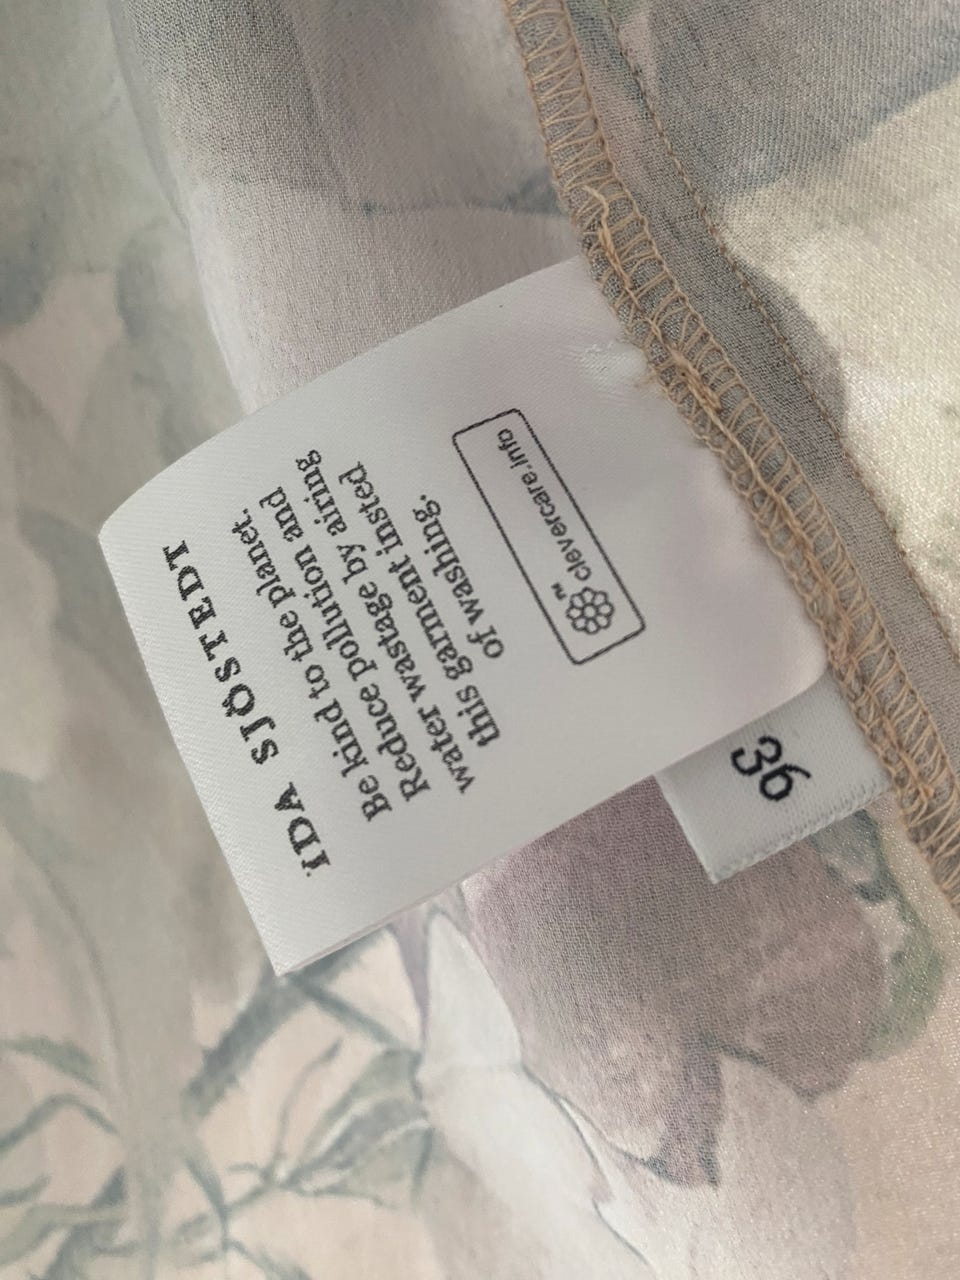 IDA SJÖSTEDT
Be kind to the planet.
Reduce pollution and
water wastage by airing
this garment insted
of washing.
™ clevercare.info
36